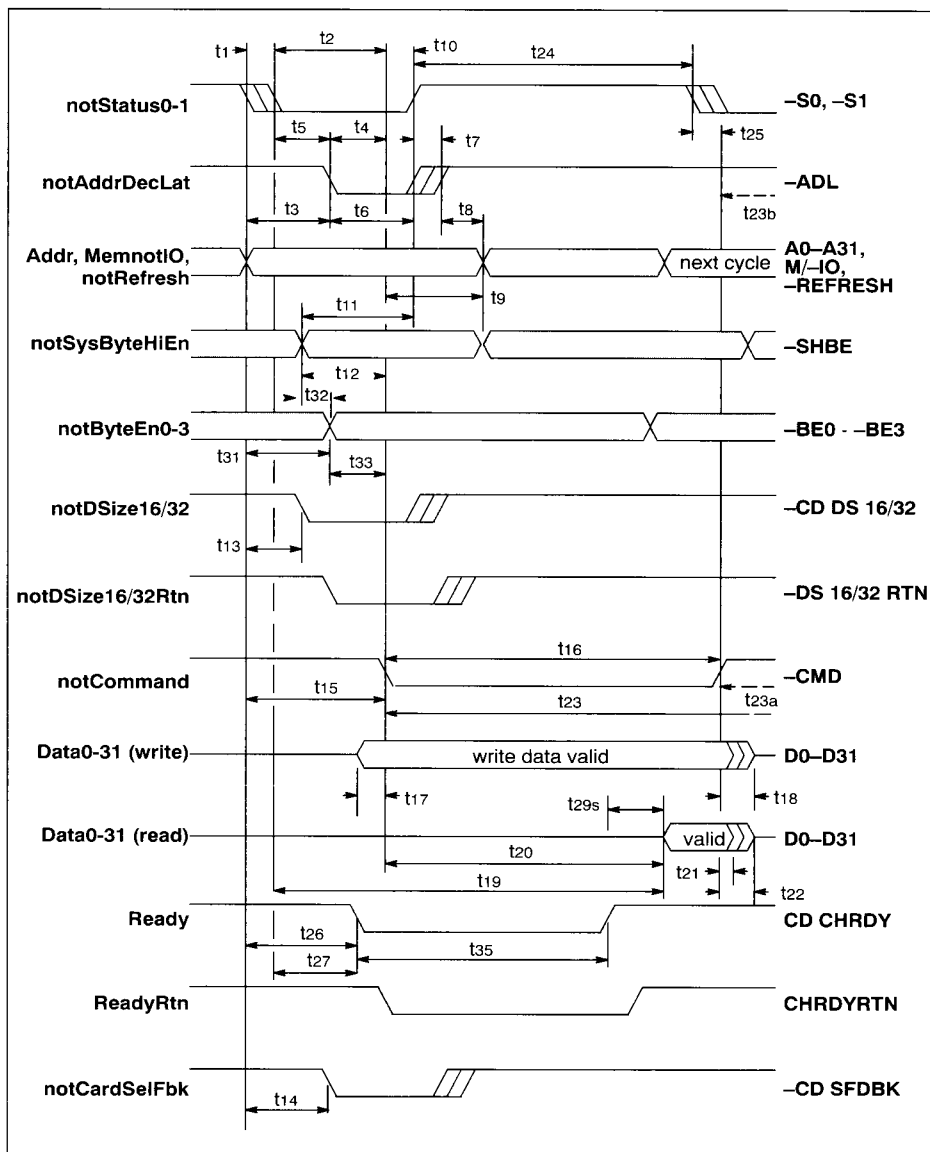 t1
t2
t10
t24
notStatus0-1
–S0, –S1
t5
t4
t7
t25
notAddrDecLat
–ADL
t3
t6
t8
t23b
Addr, MemnotIO,
notRefresh
next cycle
A0–A31,
M/–IO,
–REFRESH
t9
t11
notSysByteHiEn
–SHBE
t12
t32
notByteEn0-3
–BE0 - –BE3
t31
t33
notDSize16/32
–CD DS 16/32
t13
notDSize16/32Rtn
–DS 16/32 RTN
t16
notCommand
–CMD
t15
t23
t23a
Data0-31 (write)
write data valid
D0–D31
t17
t29s
t18
Data0-31 (read)
valid
D0–D31
t20
t21
t19
t22
Ready
CD CHRDY
t26
t35
t27
ReadyRtn
CHRDYRTN
notCardSelFbk
–CD SFDBK
t14